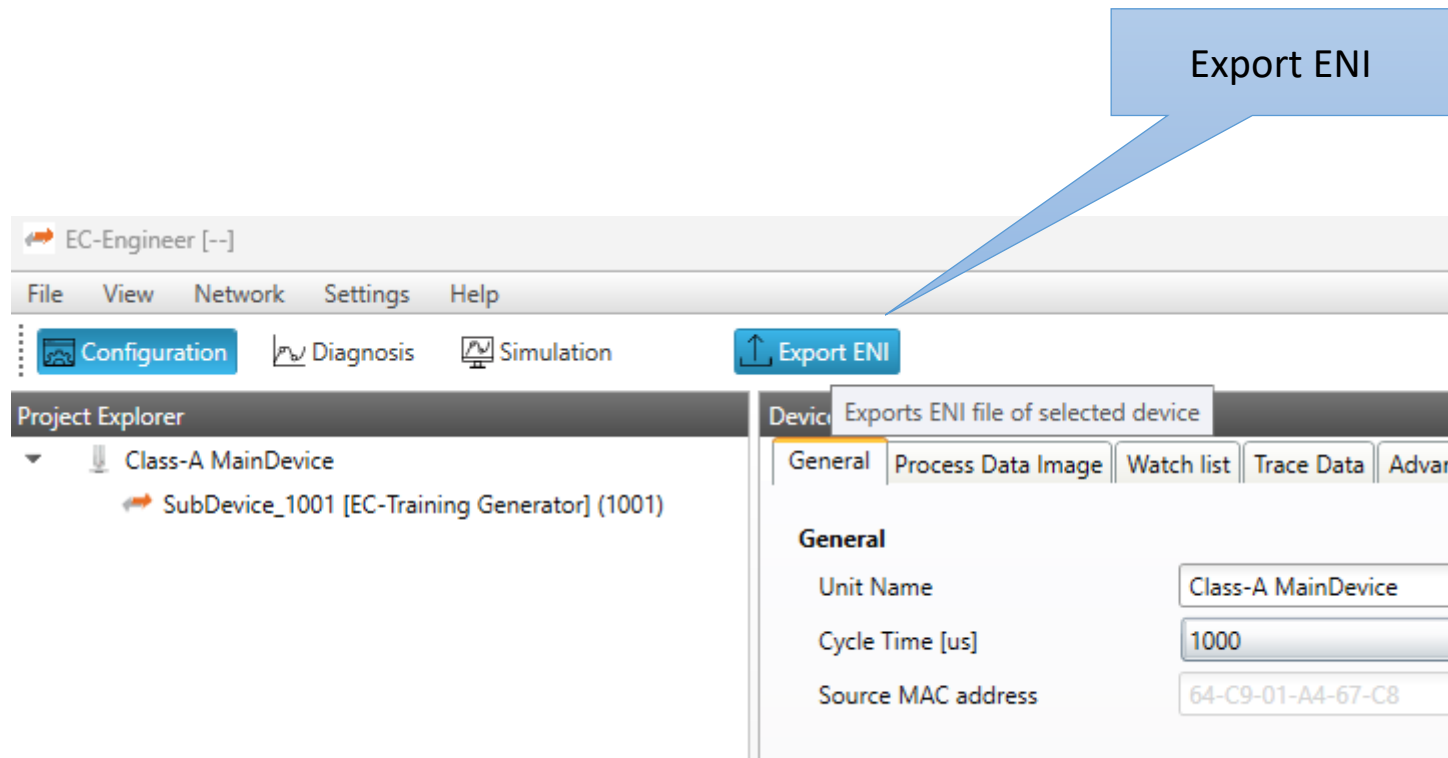 Export ENI
EC-Engineer [--]
File View Network Settings Help
Configuration Diagnosis Simulation Export ENI
Project Explorer
Devic Exports ENI file of selected device
Class-A MainDevice
SubDevice_1001 [EC-Training Generator] (1001)
General Process Data Image Watch list Trace Data Advar
General
Unit Name Class-A MainDevice
Cycle Time [us] 1000
Source MAC address 64-C9-01-A4-67-C8